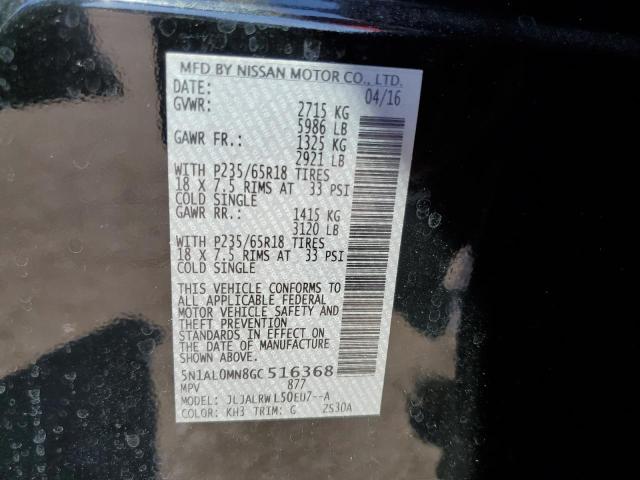 MFD BY NISSAN MOTOR CO., LTD.
DATE: 04/16
GVWR: 2715 KG
5986 LB
GAWR FR.: 1325 KG
2921 LB
WITH P235/65R18 TIRES
18 X 7.5 RIMS AT 33 PSI
COLD SINGLE
GAWR RR.: 1415 KG
3120 LB
WITH P235/65R18 TIRES
18 X 7.5 RIMS AT 33 PSI
COLD SINGLE
THIS VEHICLE CONFORMS TO
ALL APPLICABLE FEDERAL
MOTOR VEHICLE SAFETY AND
THEFT PREVENTION
STANDARDS IN EFFECT ON
THE DATE OF MANUFACTURE
SHOWN ABOVE.
5N1AL0MN8GC516368
MPV 877
MODEL: JLJALRWL50EU7--A
COLOR: KH3 TRIM: G ZS30A